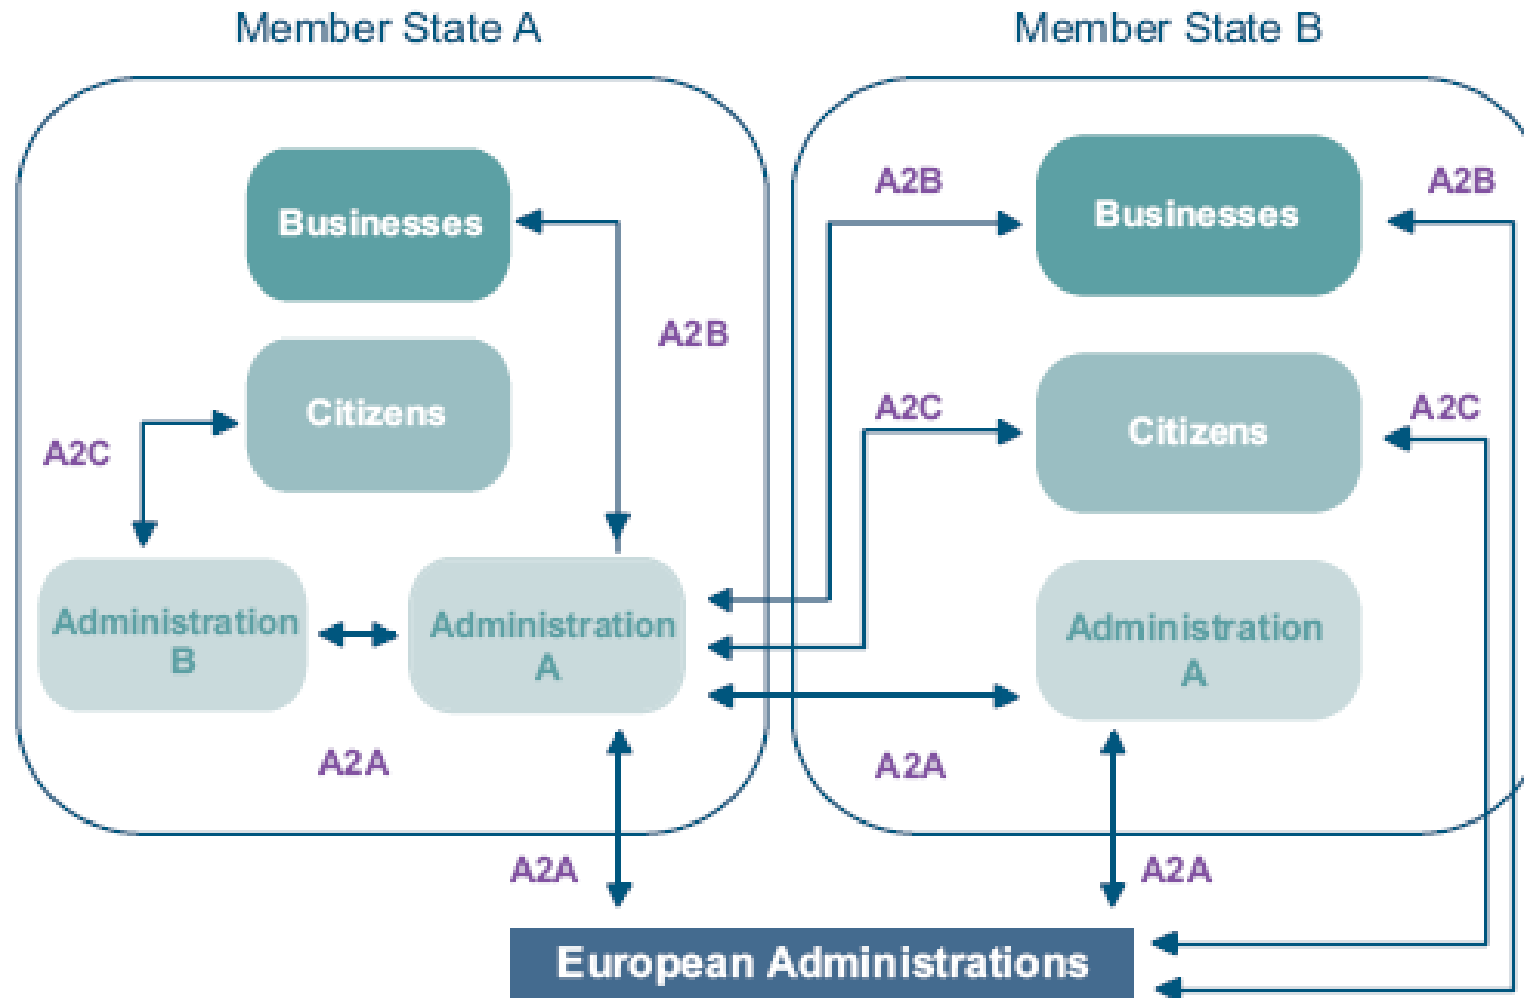 Member State A
Member State B
Businesses
A2B
Citizens
A2C
Administration
B
Administration
A
A2A
A2B
Businesses
A2B
A2C
Citizens
A2C
Administration
A
A2A
A2A
A2A
European Administrations